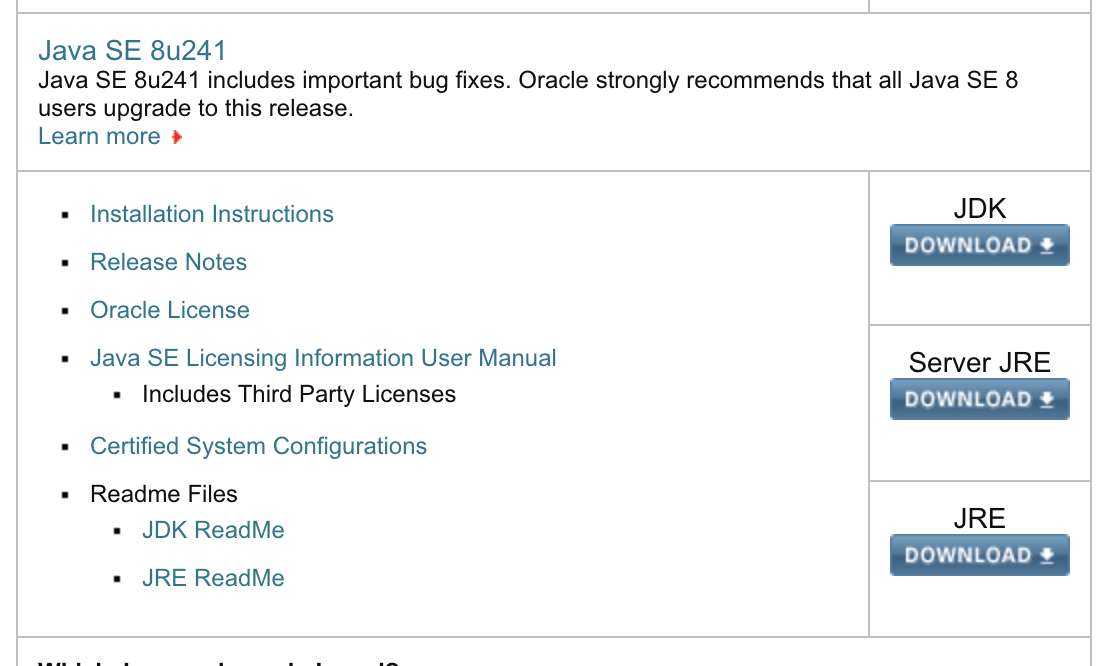 Java SE 8u241
Java SE 8u241 includes important bug fixes. Oracle strongly recommends that all Java SE 8
users upgrade to this release.
Learn more
Installation Instructions
Release Notes
Oracle License
Java SE Licensing Information User Manual
Includes Third Party Licenses
Certified System Configurations
Readme Files
JDK ReadMe
JRE ReadMe
JDK
DOWNLOAD
Server JRE
DOWNLOAD
JRE
DOWNLOAD